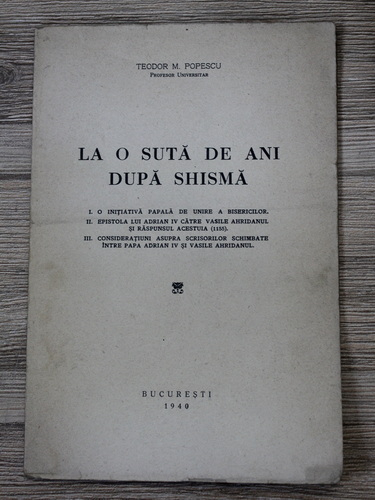 TEODOR M. POPESCU
PROFESOR UNIVERSITAR
LA O SUTĂ DE ANI
DUPĂ SHISMĂ
I. O INIȚIATIVĂ PAPALĂ DE UNIRE A BISERICILOR.
II. EPISTOLA LUI ADRIAN IV CĂTRE VASILE AHRIDANUL
ȘI RĂSPUNSUL ACESTUIA (1155).
III. CONSIDERAȚIUNI ASUPRA SCRISORILOR SCHIMBATE
ÎNTRE PAPA ADRIAN IV ȘI VASILE AHRIDANUL.
BUCUREȘTI
1940